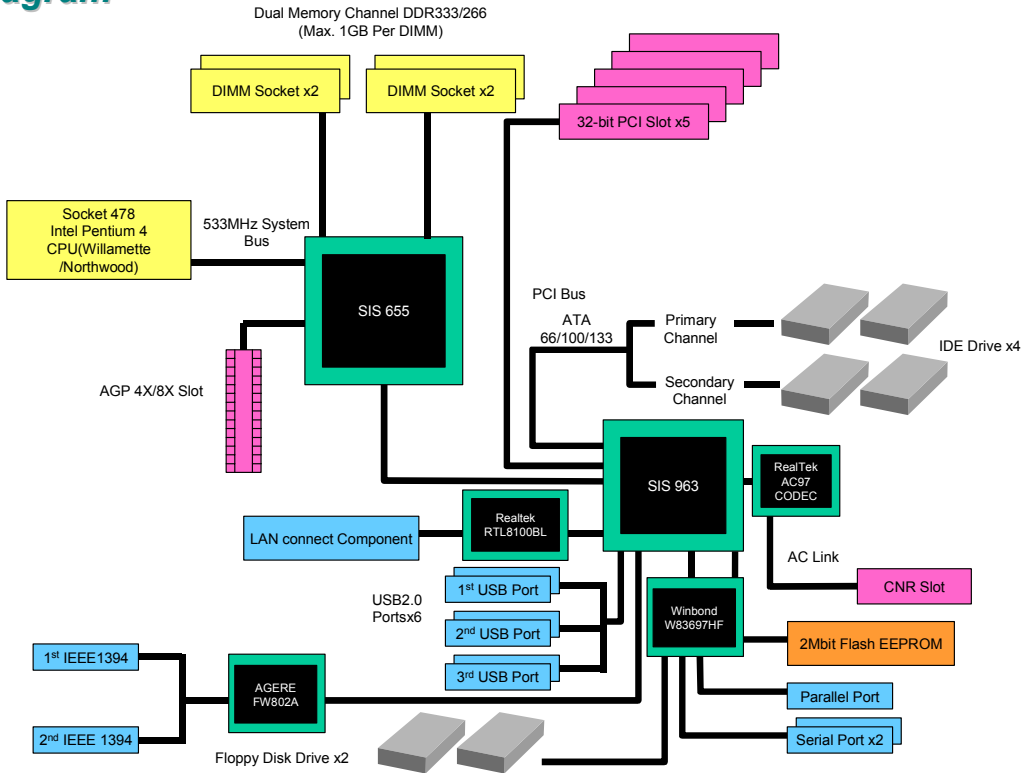 Dual Memory Channel DDR333/266
(Max. 1GB Per DIMM)
DIMM Socket x2
DIMM Socket x2
32-bit PCI Slot x5
Socket 478
Intel Pentium 4
CPU(Willamette
/Northwood)
533MHz System
Bus
SIS 655
PCI Bus
ATA
66/100/133
Primary
Channel
IDE Drive x4
Secondary
Channel
AGP 4X/8X Slot
SIS 963
RealTek
AC97
CODEC
Realtek
RTL8100BL
LAN connect Component
AC Link
CNR Slot
USB2.0
Portsx6
1st USB Port
2nd USB Port
3rd USB Port
Winbond
W83697HF
2Mbit Flash EEPROM
1st IEEE1394
AGERE
FW802A
2nd IEEE 1394
Parallel Port
Serial Port x2
Floppy Disk Drive x2